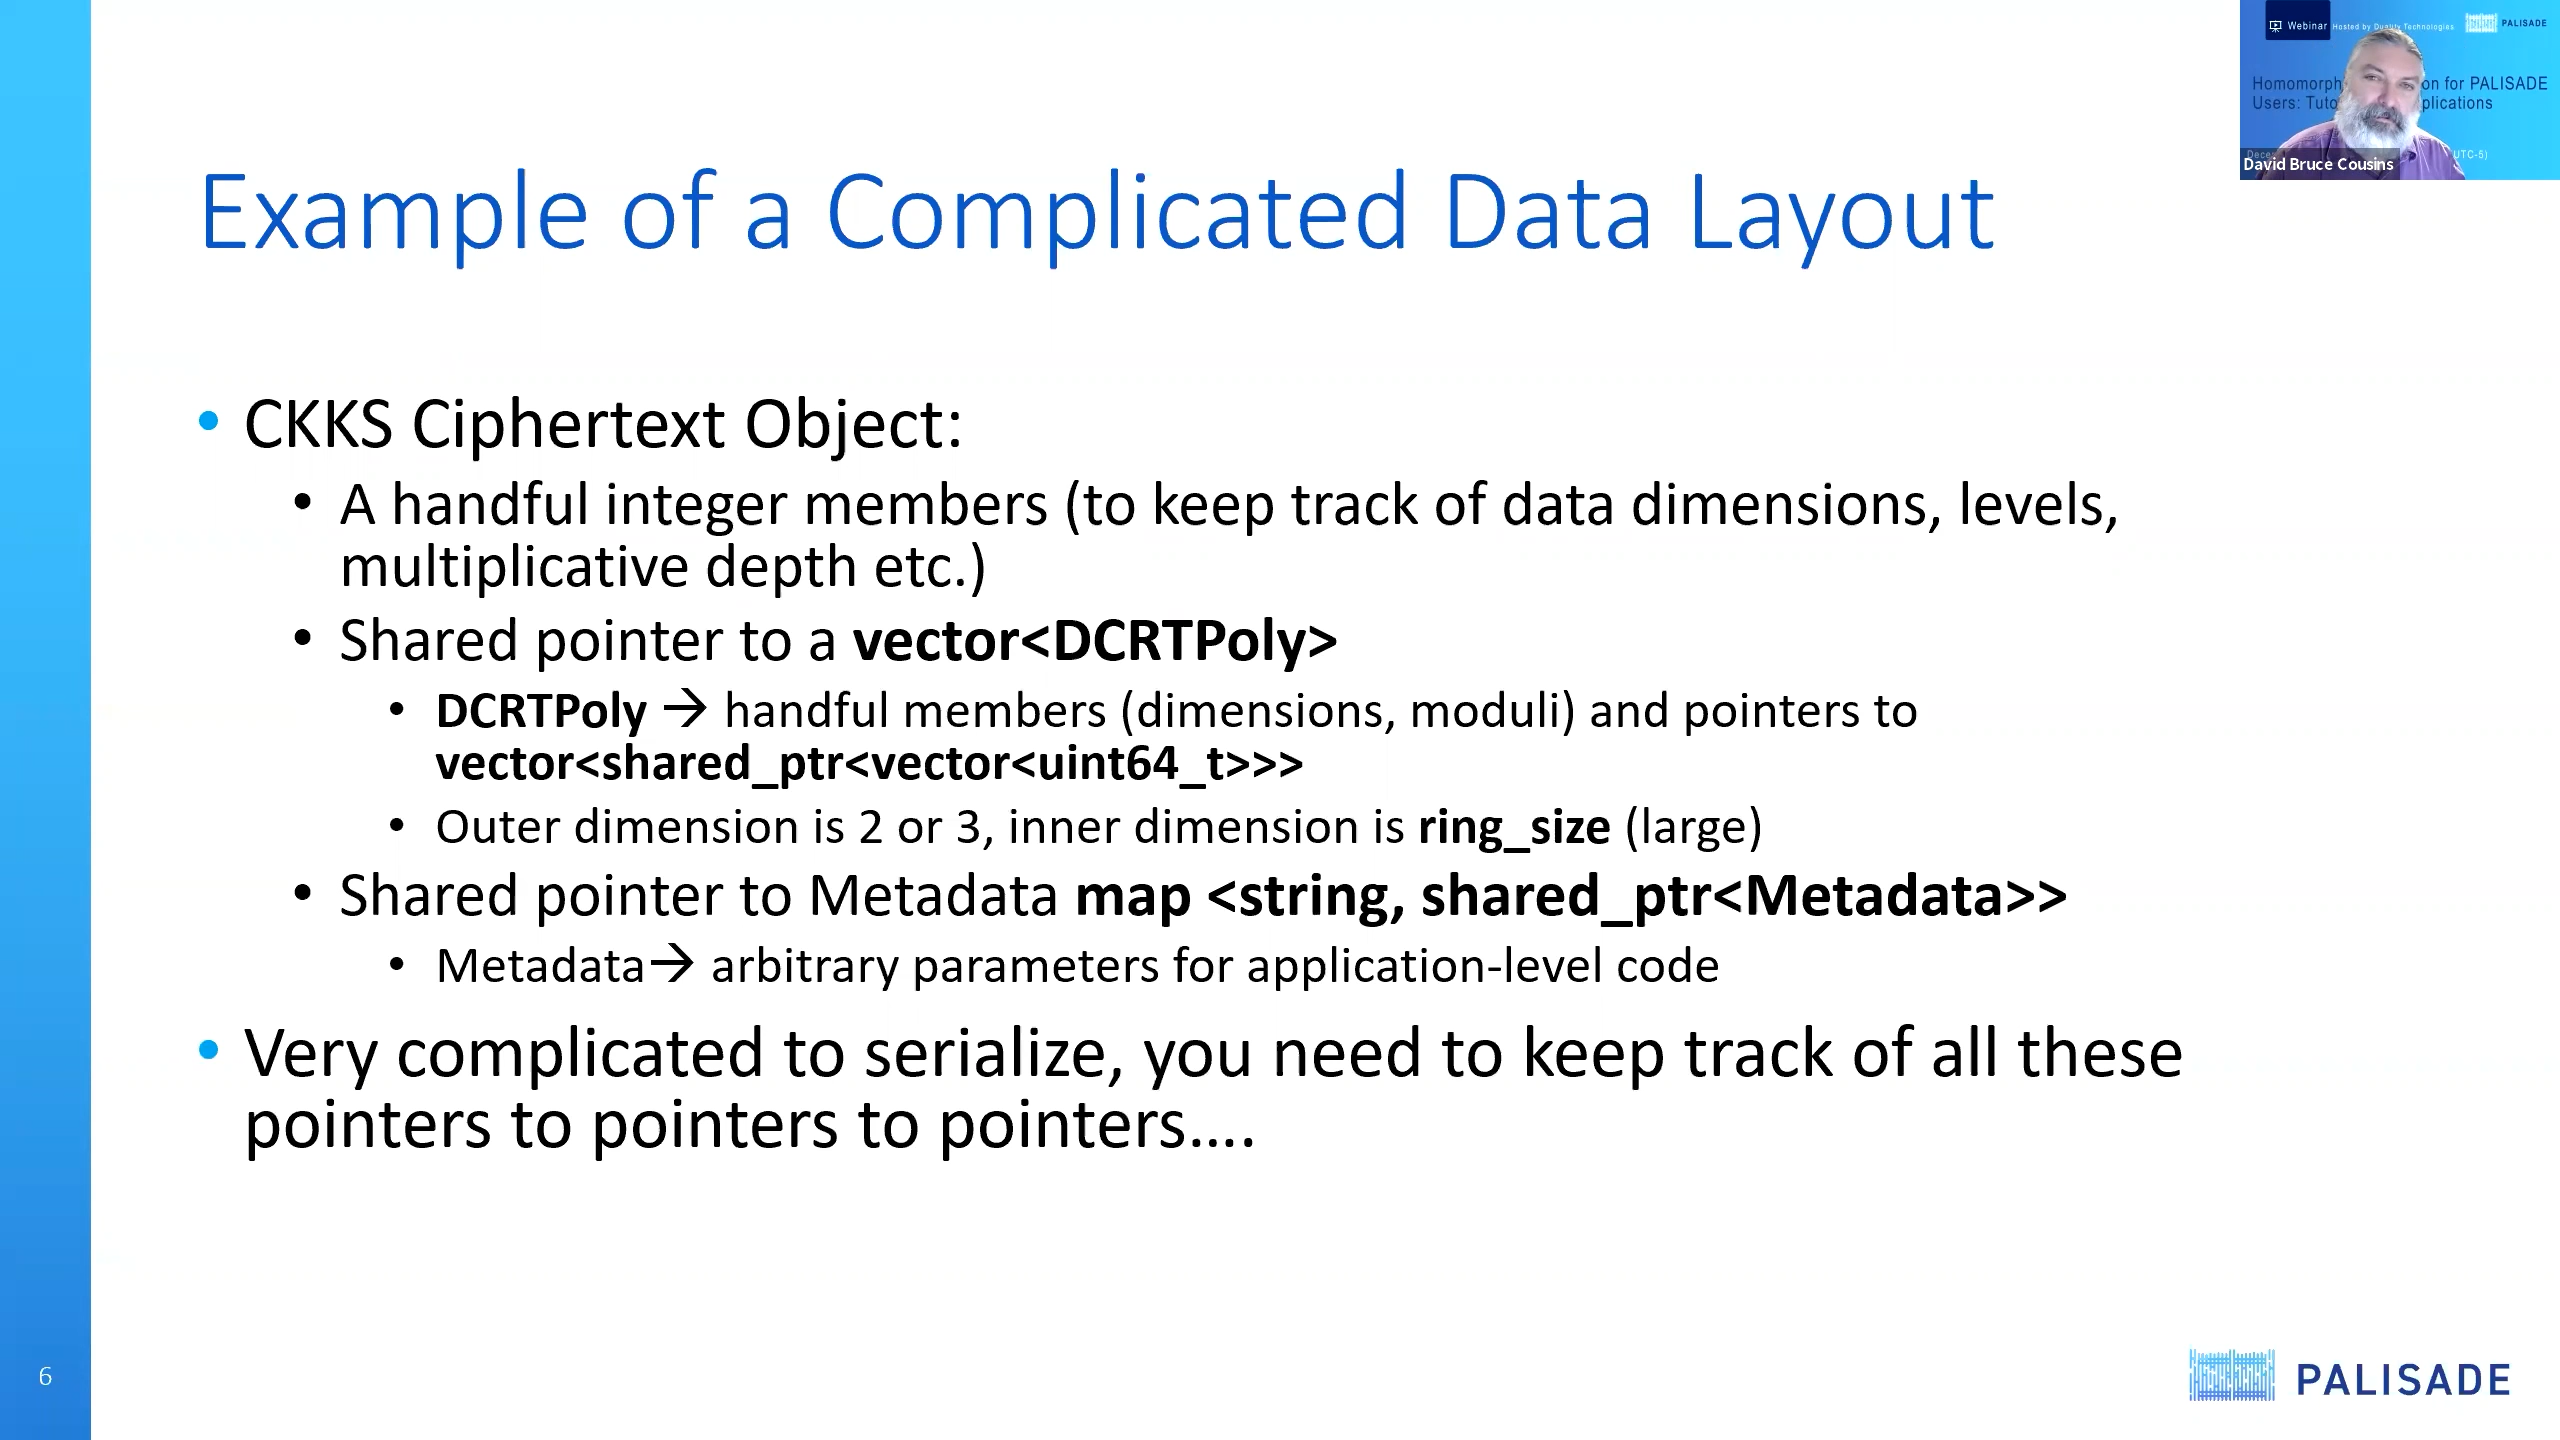 Webinar Hosted by Duality Technologies PALISADE
Homomorph on for PALISADE
Users: Tuto plications
UTC-5)
David Bruce Cousins
Example of a Complicated Data Layout
• CKKS Ciphertext Object:
• A handful integer members (to keep track of data dimensions, levels,
multiplicative depth etc.)
• Shared pointer to a vector<DCRTPoly>
• DCRTPoly → handful members (dimensions, moduli) and pointers to
vector<shared_ptr<vector<uint64_t>>>
• Outer dimension is 2 or 3, inner dimension is ring_size (large)
• Shared pointer to Metadata map <string, shared_ptr<Metadata>>
• Metadata→ arbitrary parameters for application-level code
• Very complicated to serialize, you need to keep track of all these
pointers to pointers to pointers....
6
PALISADE